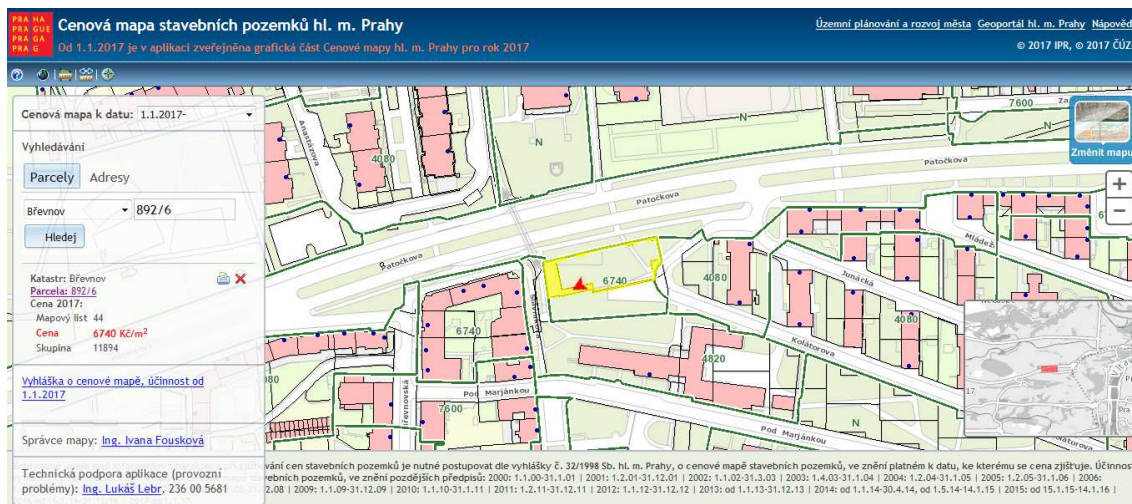 PRA HA
PRA GUE
PRA GA
PRA G
Cenová mapa stavebních pozemků hl. m. Prahy
Od 1.1.2017 je v aplikaci zveřejněna grafická část Cenové mapy hl. m. Prahy pro rok 2017
Územní plánování a rozvoj města Geoportál hl. m. Prahy Nápověd
© 2017 IPR, © 2017 ČÚZ
Cenová mapa k datu: 1.1.2017-
Vyhledávání
Parcely Adresy
Břevnov 892/6
Hledej
Katastr: Břevnov
Parcela: 892/6
Cena 2017:
Mapový list 44
Cena 6740 Kč/m²
Skupina 11894
Vyhláška o cenové mapě, účinnost od
1.1.2017
Správce mapy: Ing. Ivana Fousková
Technická podpora aplikace (provozní
problémy): Ing. Lukáš Lebr, 236 00 5681
Anastázova
4080
N
7600
N
Změnit mapu
+
−
Patočkova
Patočkova
Patočkova
6740
4080
Mládeže
Junácká
4080
6740
4820
Kolátorova
Pod Marjánkou
7600
Břevnovská
Pod Marjánkou
N
080
vání cen stavebních pozemků je nutné postupovat dle vyhlášky č. 32/1998 Sb. hl. m. Prahy, o cenové mapě stavebních pozemků, ve znění platném k datu, ke kterému se cena zjišťuje. Účinnost
vebních pozemků, ve znění pozdějších předpisů: 2000: 1.1.00-31.1.01 | 2001: 1.2.01-31.12.01 | 2002: 1.1.02-31.3.03 | 2003: 1.4.03-31.1.04 | 2004: 1.2.04-31.1.05 | 2005: 1.2.05-31.1.06 | 2006:
2.08 | 2009: 1.1.09-31.12.09 | 2010: 1.1.10-31.1.11 | 2011: 1.2.11-31.12.11 | 2012: 1.1.12-31.12.12 | 2013: od 1.1.13-31.12.13 | 2014: od 1.1.14-30.4.14, od 1.5.14-14.1.15 | 2015: od 15.1.15-14.1.16 |